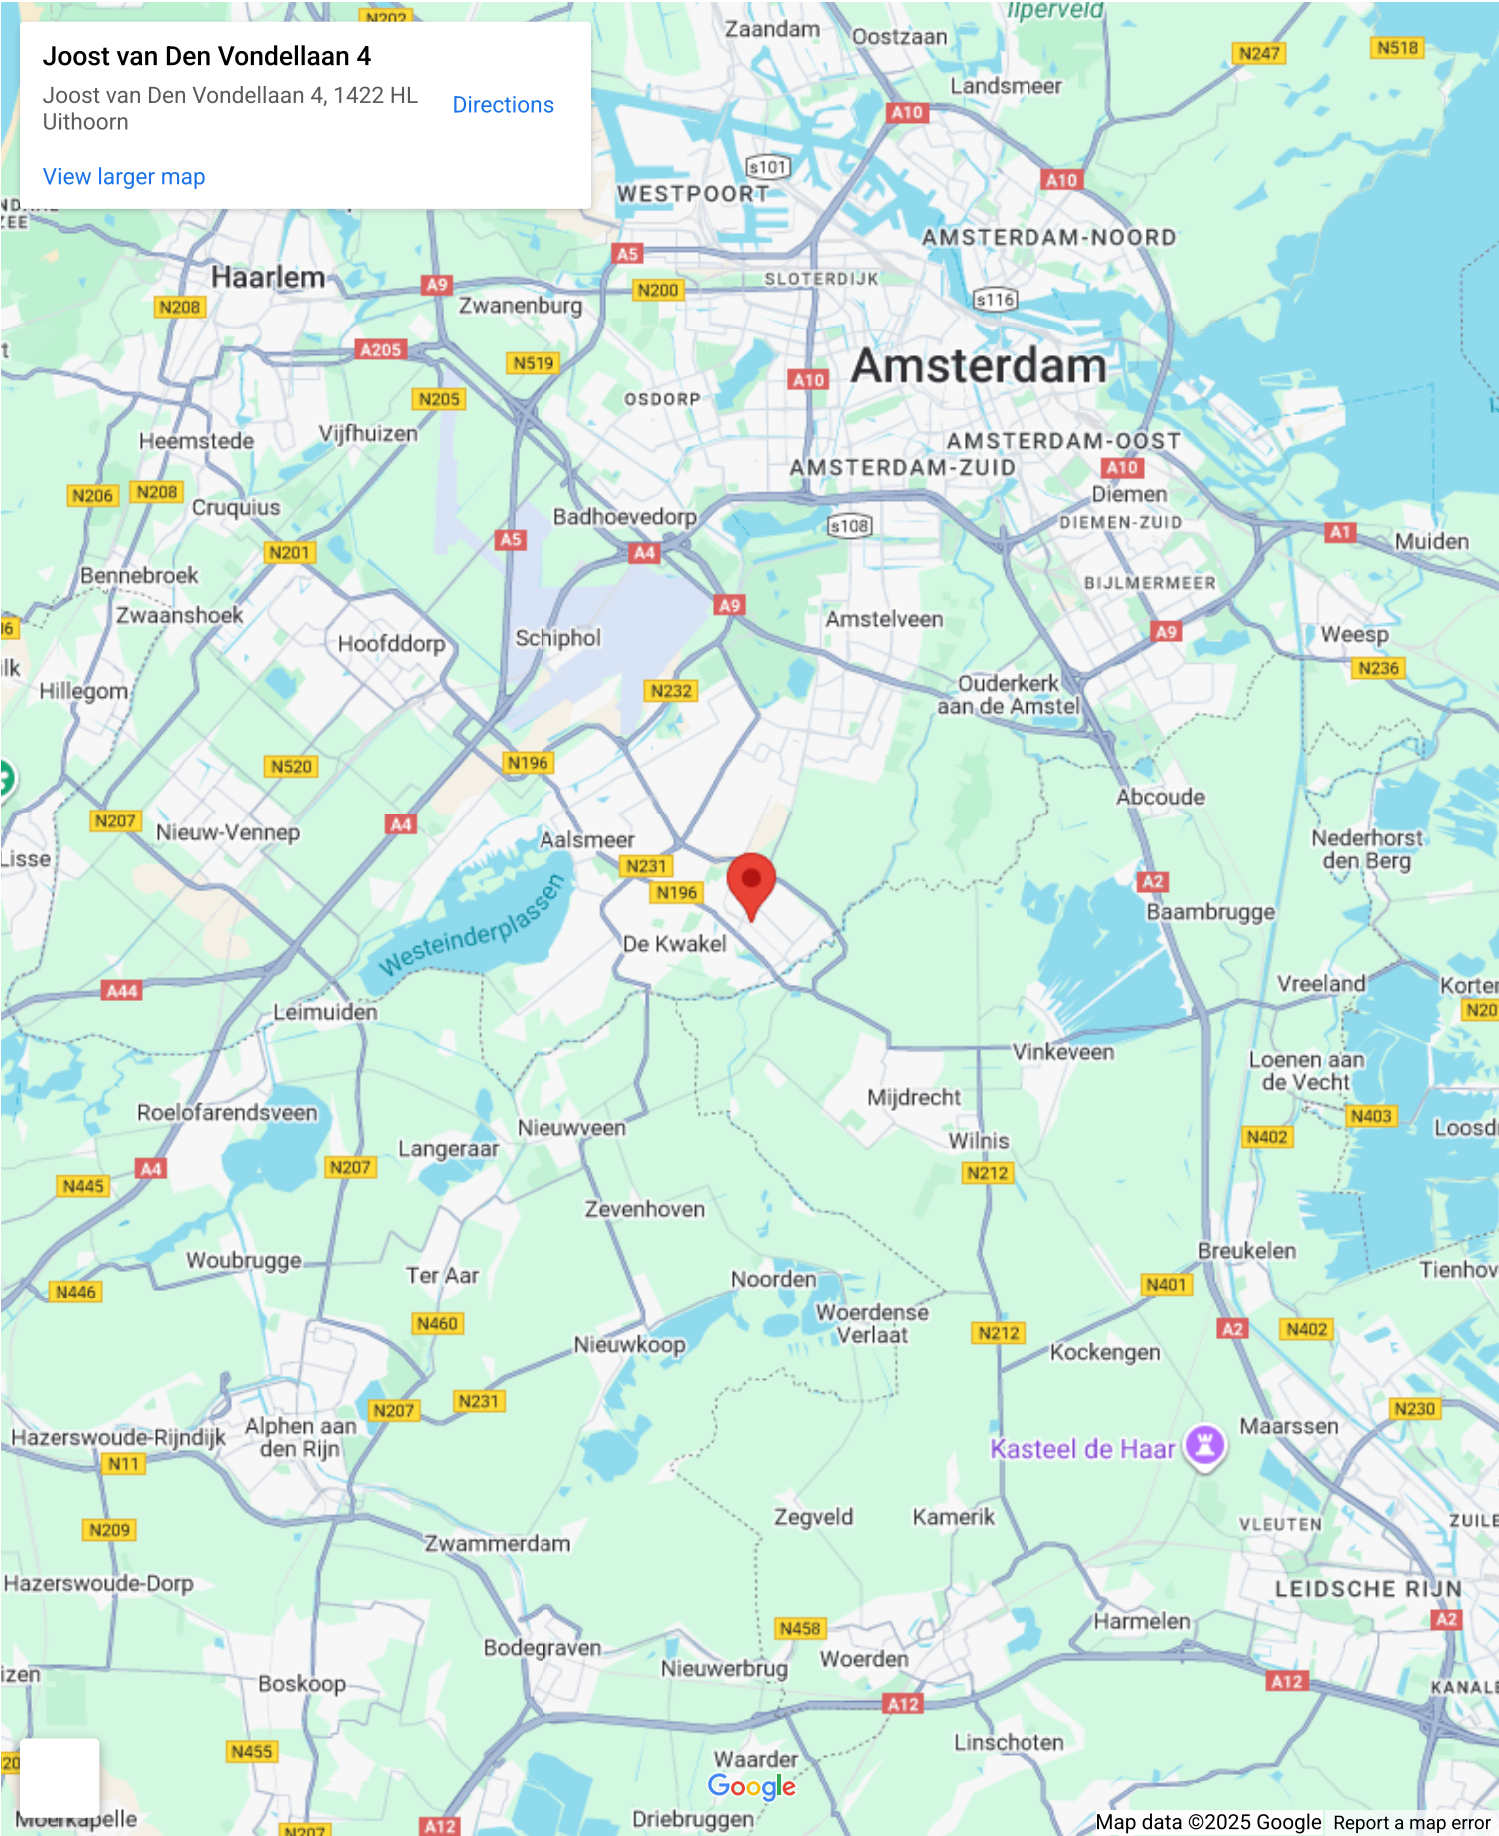 Joost van Den Vondellaan 4
Joost van Den Vondellaan 4, 1422 HL
Uithoorn
Directions
View larger map
N202
Zaandam
Oostzaan
Ilperveld
N247
N518
Landsmeer
A10
s101
WESTPOORT
A10
AMSTERDAM-NOORD
A5
Haarlem
A9
N200
SLOTERDIJK
N208
Zwanenburg
s116
A205
N519
A10
Amsterdam
N205
OSDORP
Heemstede
Vijfhuizen
AMSTERDAM-OOST
AMSTERDAM-ZUID
A10
N206
N208
Diemen
Cruquius
Badhoevedorp
s108
DIEMEN-ZUID
A5
A4
A1
Muiden
N201
Bennebroek
BIJLMERMEER
Zwaanshoek
A9
Amstelveen
Schiphol
A9
Weesp
Hoofddorp
N236
Hillegom
N232
Ouderkerk
aan de Amstel
N520
N196
Abcoude
N207
Nieuw-Vennep
A4
Aalsmeer
Nederhorst
den Berg
Lisse
N231
N196
A2
Baambrugge
Westeinderplassen
De Kwakel
A44
Vreeland
Leimuiden
Vinkeveen
Loenen aan
de Vecht
Roelofarendsveen
Mijdrecht
N403
Nieuwveen
N402
Langeraar
Wilnis
A4
N207
N212
N445
Zevenhoven
Woubrugge
Breukelen
Ter Aar
Noorden
N401
N446
Woerdense
Verlaat
N460
N212
A2
N402
Nieuwkoop
Kockengen
N207
N231
N230
Hazerswoude-Rijndijk
Alphen aan
den Rijn
Kasteel de Haar
Maarssen
N11
N209
Zegveld
Kamerik
VLEUTEN
Zwammerdam
Hazerswoude-Dorp
LEIDSCHE RIJN
N458
Harmelen
A2
Bodegraven
Nieuwerbrug
Woerden
Boskoop
A12
A12
N455
Linschoten
Waarder
Google
Moerkapelle
N207
A12
Driebruggen
Map data ©2025 Google
Report a map error